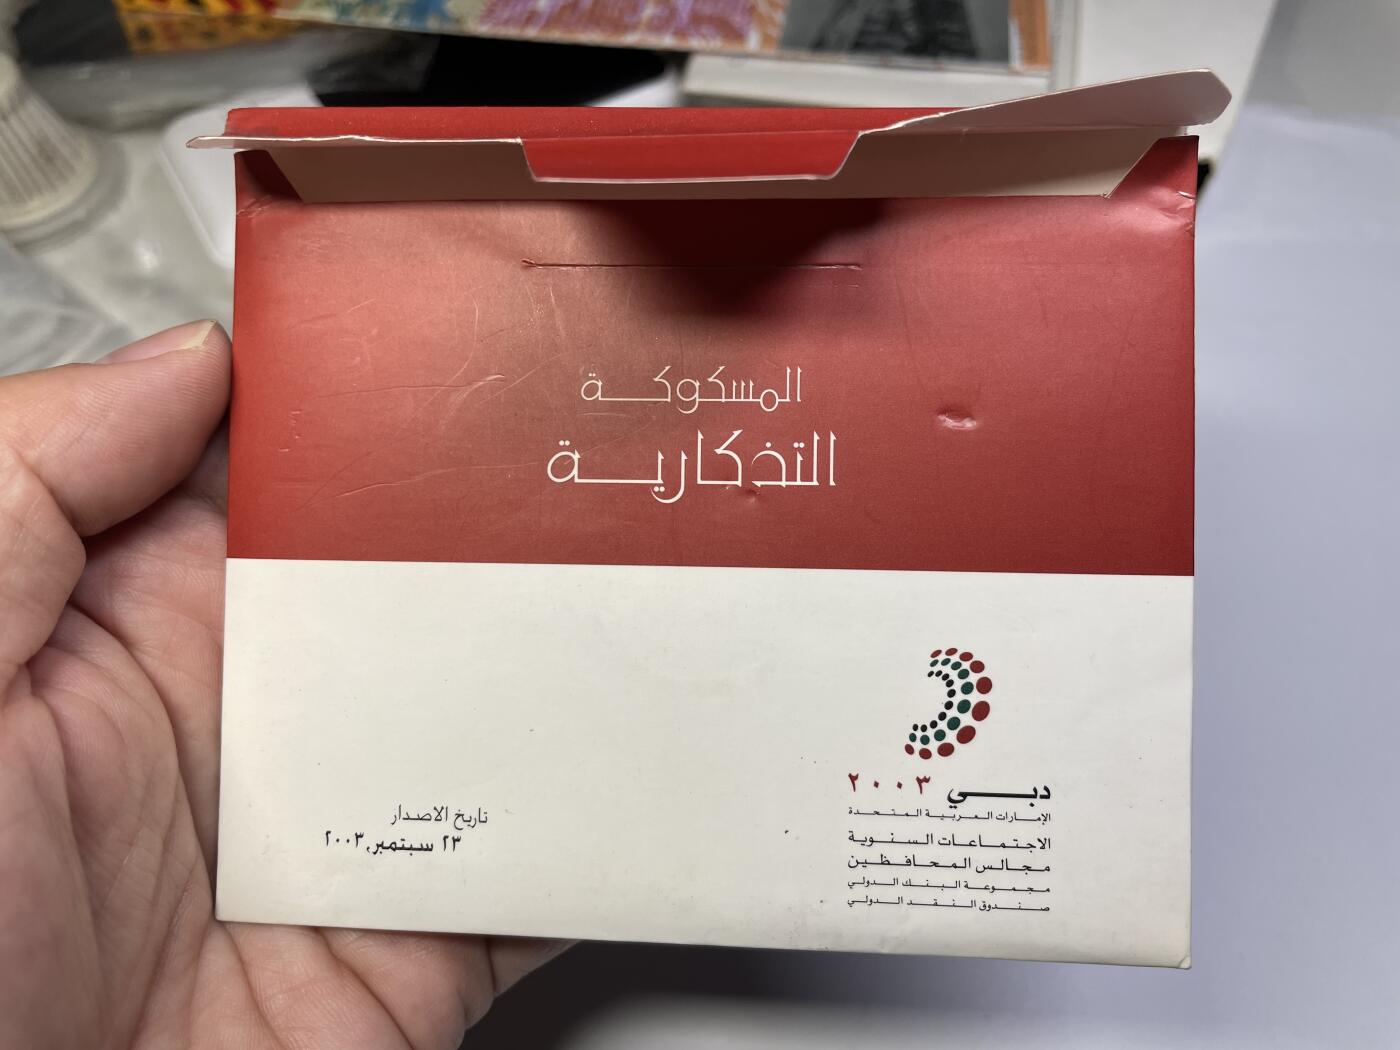 المسكوكة
التذكارية
دبي ٢٠٠٣
الإمارات العربية المتحدة
الاجتماعات السنوية
مجالس المحافظين
مجموعة البنك الدولي
صندوق النقد الدولي
تاريخ الاصدار
٢٣ سبتمبر, ٢٠٠٣